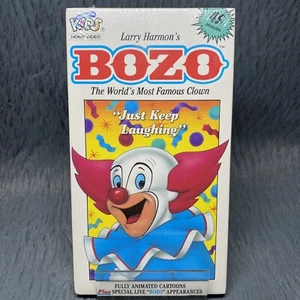 KIDS
HOME VIDEO
45
Larry Harmon's
BOZO
The World's Most Famous Clown
"Just Keep
Laughing"
FULLY ANIMATED CARTOONS
Plus SPECIAL LIVE "BOZO" APPEARANCES